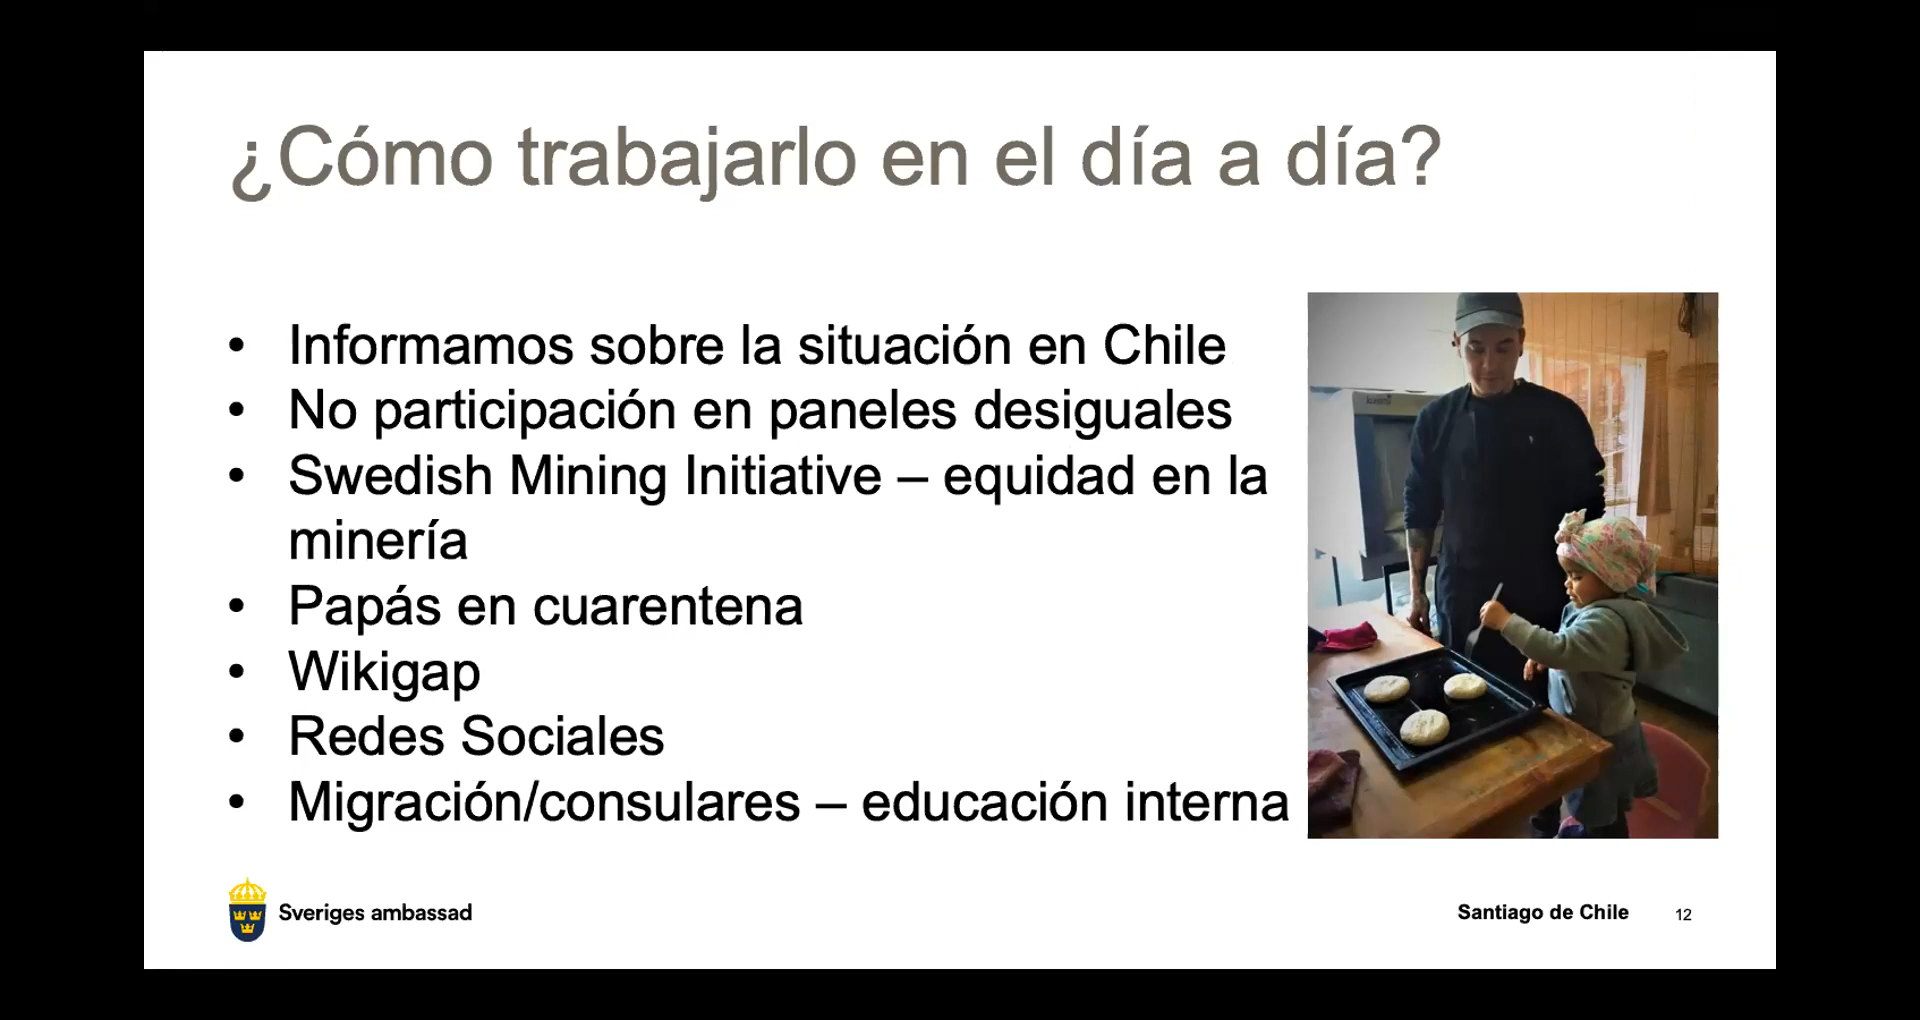 ¿Cómo trabajarlo en el día a día?
• Informamos sobre la situación en Chile
• No participación en paneles desiguales
• Swedish Mining Initiative – equidad en la
minería
• Papás en cuarentena
• Wikigap
• Redes Sociales
• Migración/consulares – educación interna
Sveriges ambassad
Santiago de Chile 12